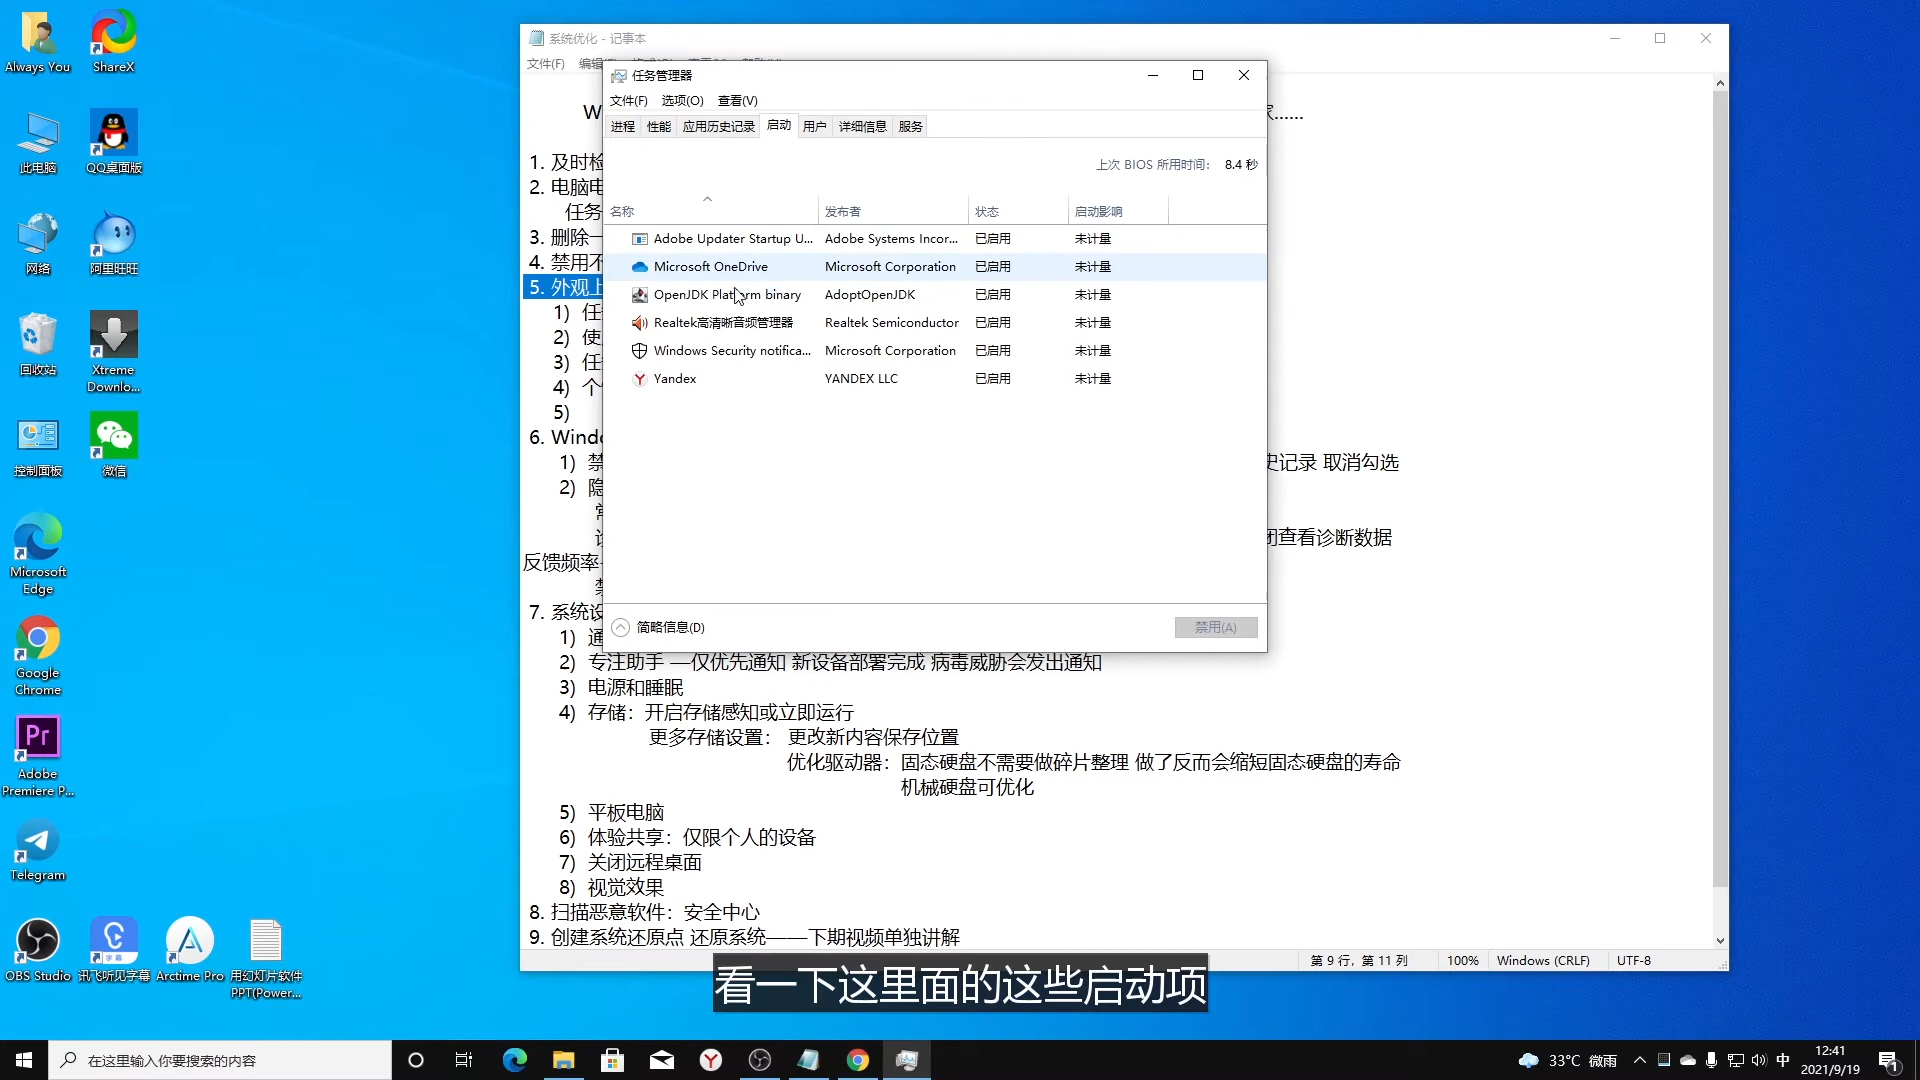 Always You
ShareX
此电脑
QQ桌面版
网络
阿里旺旺
回收站
Xtreme
Downlo...
控制面板
微信
Microsoft
Edge
Google
Chrome
Adobe
Premiere P...
Telegram
OBS Studio
讯飞听见字幕
Arctime Pro
用幻灯片软件
PPT(Power...
系统优化 - 记事本
文件(F)
任务管理器
文件(F) 选项(O) 查看(V)
进程 性能 应用历史记录 启动 用户 详细信息 服务
上次 BIOS 所用时间: 8.4 秒
名称 发布者 状态 启动影响
Adobe Updater Startup U... Adobe Systems Incor... 已启用 未计量
Microsoft OneDrive Microsoft Corporation 已启用 未计量
OpenJDK Platform binary AdoptOpenJDK 已启用 未计量
Realtek高清晰音频管理器 Realtek Semiconductor 已启用 未计量
Windows Security notifica... Microsoft Corporation 已启用 未计量
Yandex YANDEX LLC 已启用 未计量
简略信息(D) 禁用(A)
W
1. 及时检
2. 电脑电
任务
3. 删除一
4. 禁用不
5. 外观上
1) 任
2) 使
3) 任
4) 个
5)
6. Windo
1) 禁 史记录 取消勾选
2) 隐
常
闭查看诊断数据
反馈频率
禁
7. 系统设
1) 通
2) 专注助手 —仅优先通知 新设备部署完成 病毒威胁会发出通知
3) 电源和睡眠
4) 存储：开启存储感知或立即运行
更多存储设置： 更改新内容保存位置
优化驱动器：固态硬盘不需要做碎片整理 做了反而会缩短固态硬盘的寿命
机械硬盘可优化
5) 平板电脑
6) 体验共享：仅限个人的设备
7) 关闭远程桌面
8) 视觉效果
8. 扫描恶意软件：安全中心
9. 创建系统还原点 还原系统——下期视频单独讲解
第 9 行，第 11 列 100% Windows (CRLF) UTF-8
看一下这里面的这些启动项
在这里输入你要搜索的内容
33°C 微雨
中
12:41
2021/9/19
1